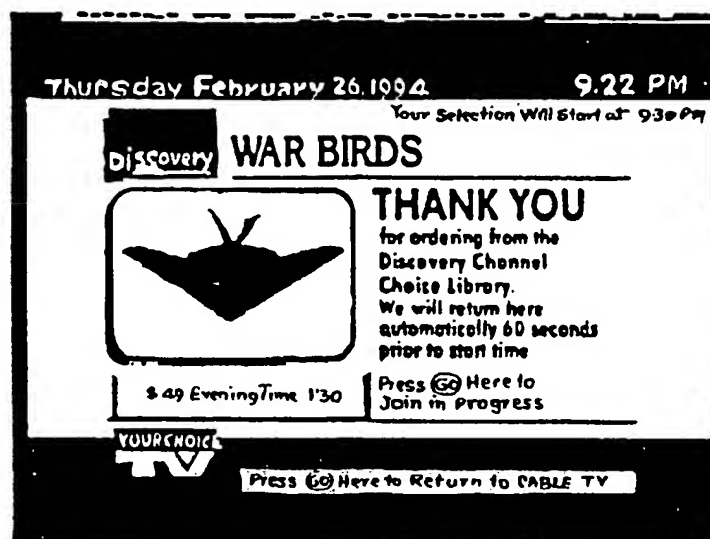 Thursday February 26,1994 9.22 PM
Your Selection Will Start at 9:30 PM
Discovery WAR BIRDS
THANK YOU
for ordering from the
Discovery Channel
Choice Library.
We will return here
automatically 60 seconds
prior to start time
$ .49 Evening Time 1'30
Press GO Here to
Join in Progress
YOUR CHOICE
TV
Press GO Here to Return to CABLE TV